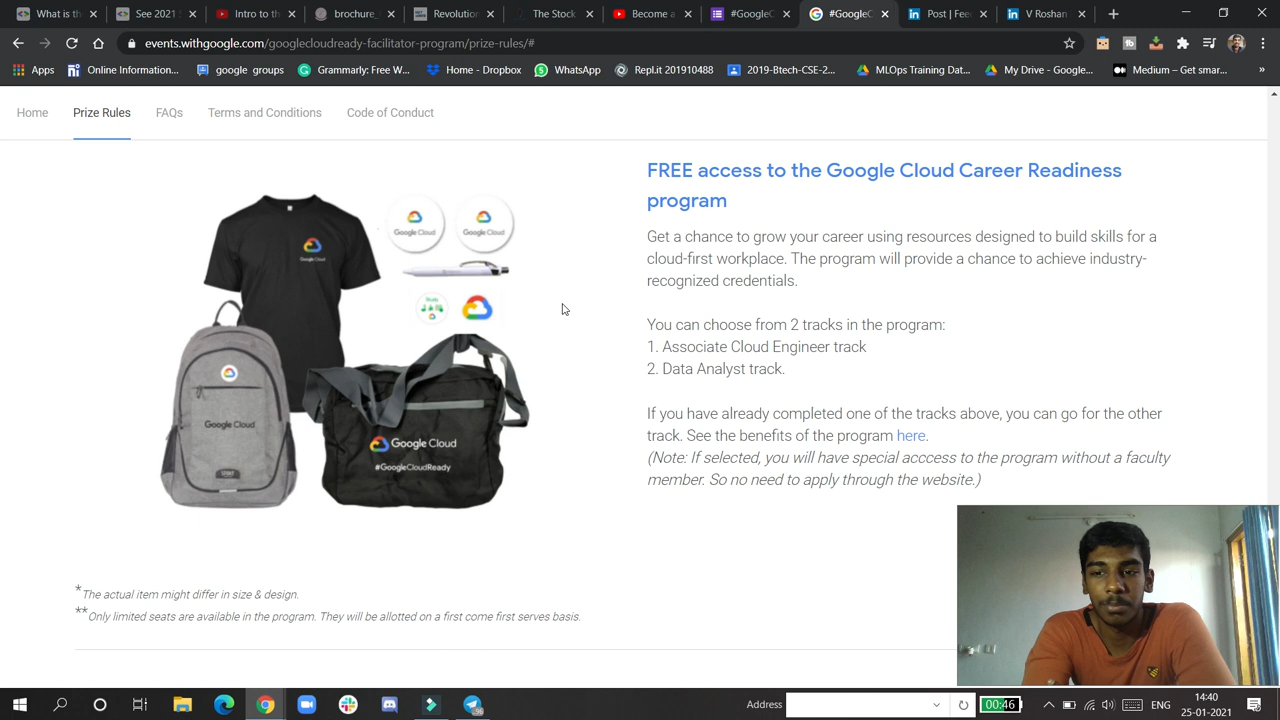 What is th
See 2021
Intro to th
brochure_
Revolution
The Stock
Become a
#GoogleC
#GoogleC
Post | Fee
V Roshan
events.withgoogle.com/googlecloudready-facilitator-program/prize-rules/#
Apps
Online Information...
google groups
Grammarly: Free W...
Home - Dropbox
WhatsApp
Repl.it 201910488
2019-Btech-CSE-2...
MLOps Training Dat...
My Drive - Google...
Medium – Get smar...
»
Home
Prize Rules
FAQs
Terms and Conditions
Code of Conduct
FREE access to the Google Cloud Career Readiness
program
Get a chance to grow your career using resources designed to build skills for a
cloud-first workplace. The program will provide a chance to achieve industry-
recognized credentials.
You can choose from 2 tracks in the program:
1. Associate Cloud Engineer track
2. Data Analyst track.
If you have already completed one of the tracks above, you can go for the other
track. See the benefits of the program here.
(Note: If selected, you will have special acccess to the program without a faculty
member. So no need to apply through the website.)
Google Cloud
Google Cloud
Google Cloud
Google Cloud
Google Cloud
#GoogleCloudReady
*The actual item might differ in size & design.
**Only limited seats are available in the program. They will be allotted on a first come first serves basis.
Address
00:46
ENG
14:40
25-01-2021